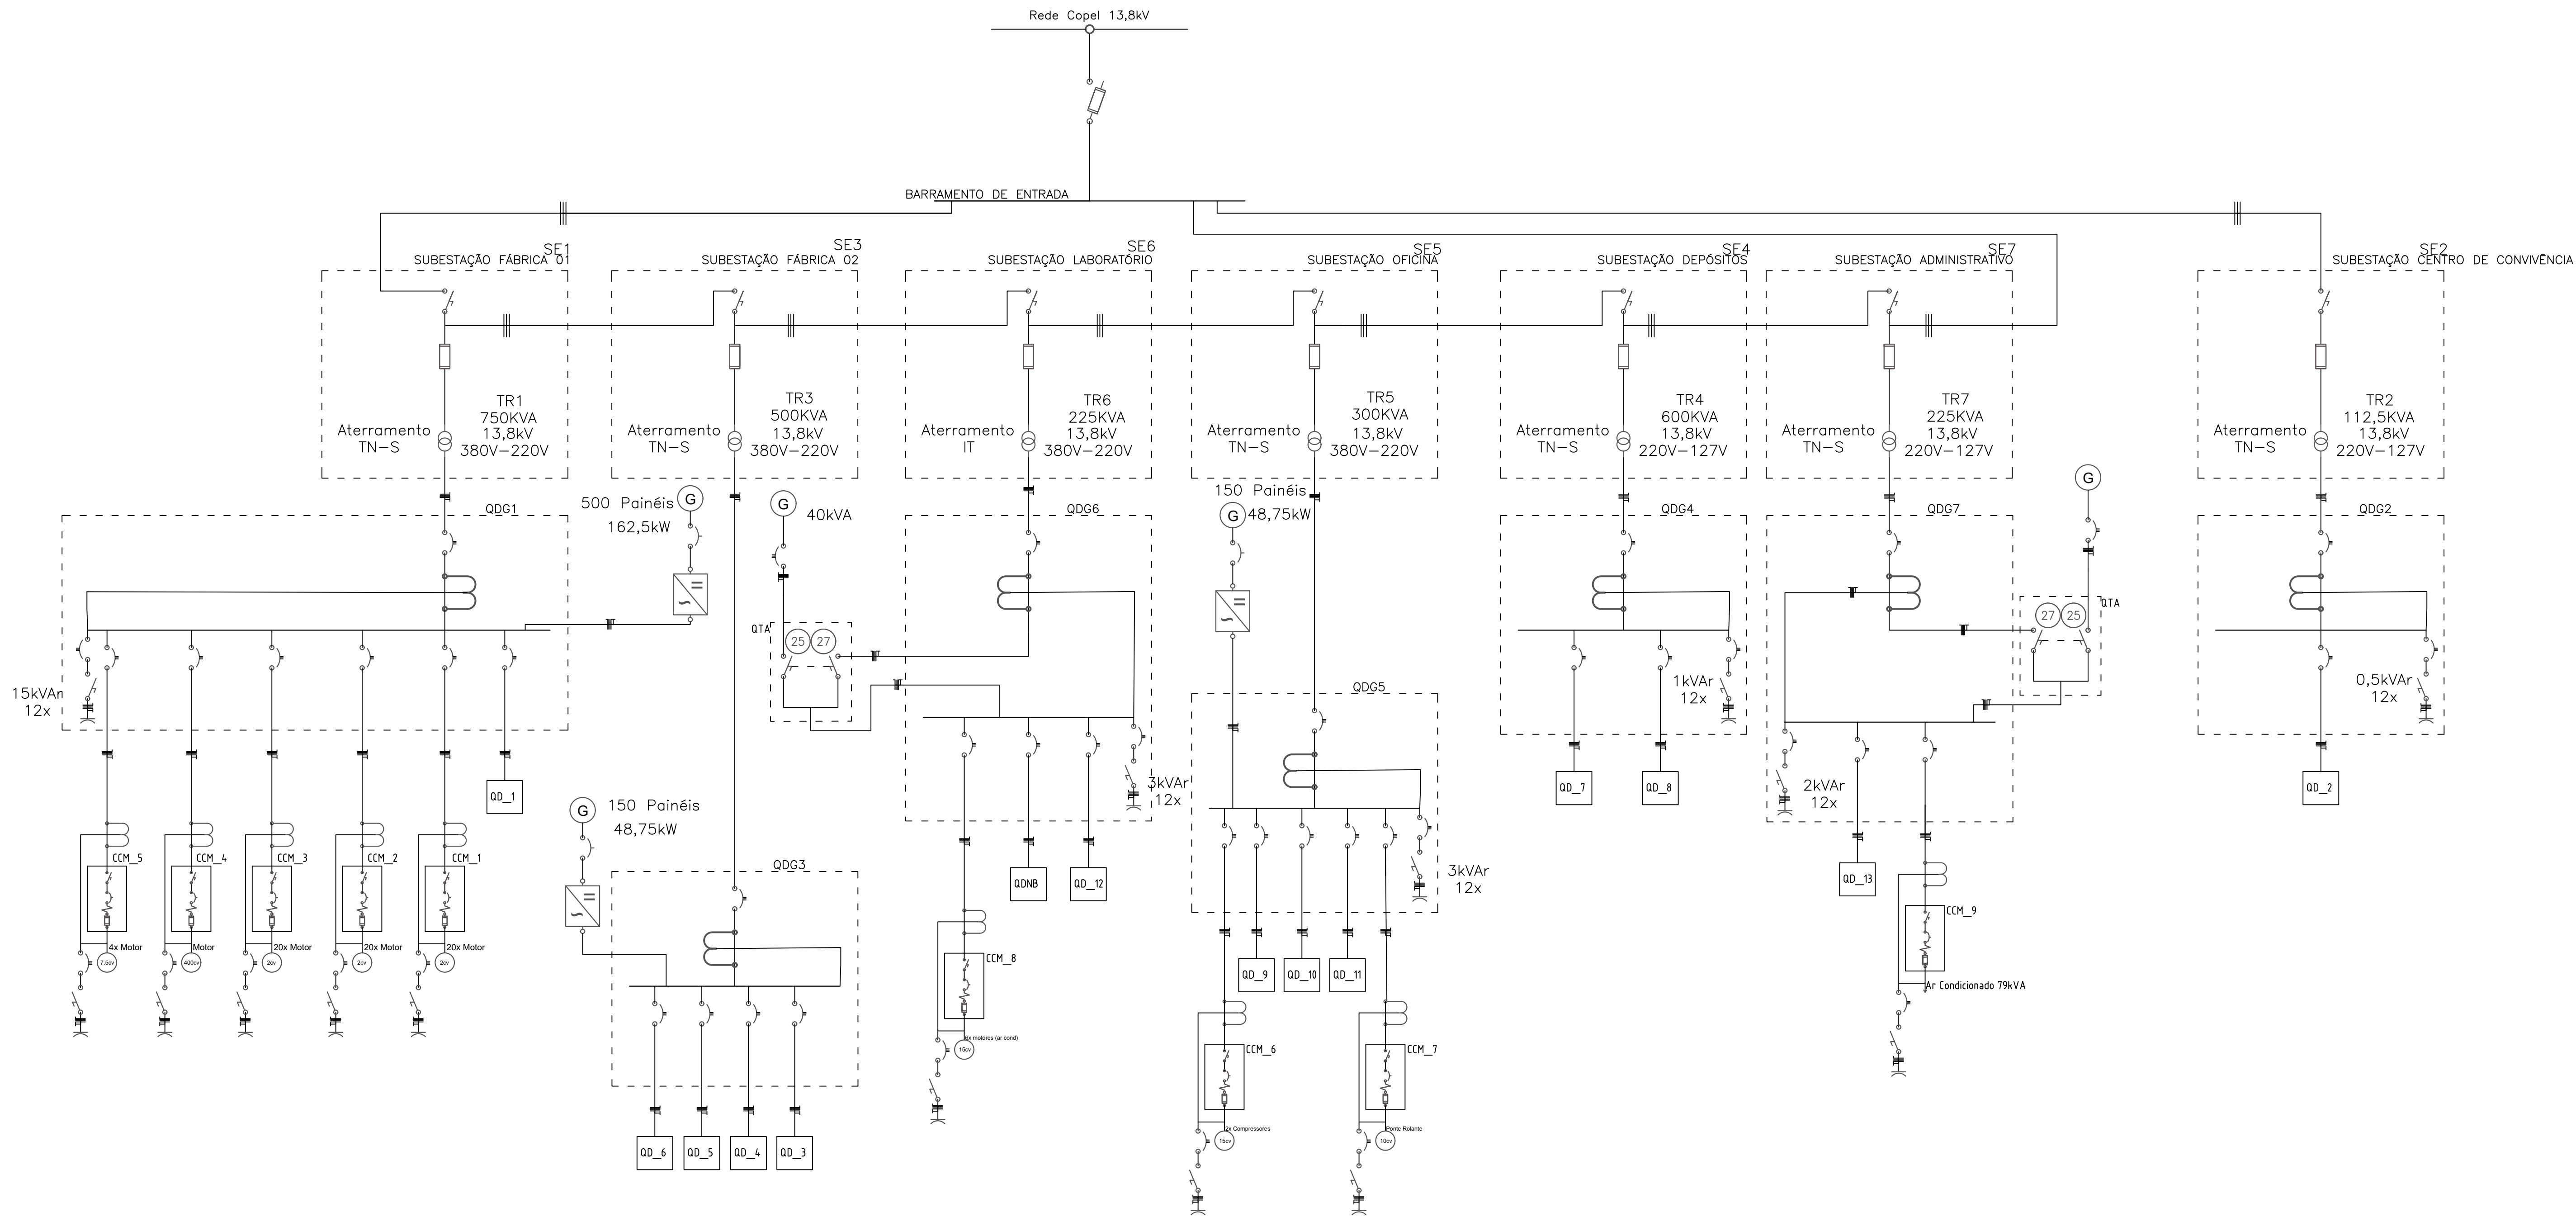 Rede Copel 13,8kV
BARRAMENTO DE ENTRADA
SE1
SUBESTAÇÃO FÁBRICA 01
SE3
SUBESTAÇÃO FÁBRICA 02
SE6
SUBESTAÇÃO LABORATÓRIO
SE5
SUBESTAÇÃO OFICINA
SE4
SUBESTAÇÃO DEPÓSITOS
SE7
SUBESTAÇÃO ADMINISTRATIVO
SE2
SUBESTAÇÃO CENTRO DE CONVIVÊNCIA
TR1
750KVA
13,8kV
380V-220V
Aterramento
TN-S
TR3
500KVA
13,8kV
380V-220V
Aterramento
TN-S
TR6
225KVA
13,8kV
380V-220V
Aterramento
IT
TR5
300KVA
13,8kV
380V-220V
Aterramento
TN-S
TR4
600KVA
13,8kV
220V-127V
Aterramento
TN-S
TR7
225KVA
13,8kV
220V-127V
Aterramento
TN-S
TR2
112,5KVA
13,8kV
220V-127V
Aterramento
TN-S
QDG1
500 Painéis
162,5kW
G
G
40kVA
QDG6
150 Painéis
48,75kW
G
QDG4
QDG7
G
QDG2
QTA
25
27
QTA
27
25
15kVAr
12x
3kVAr
12x
QDG5
1kVAr
12x
2kVAr
12x
0,5kVAr
12x
QD_1
QD_7
QD_8
QD_2
G
150 Painéis
48,75kW
QDG3
QDNB
QD_12
3kVAr
12x
QD_13
CCM_5
CCM_4
CCM_3
CCM_2
CCM_1
4x Motor
7.5cv
Motor
400cv
20x Motor
2cv
20x Motor
2cv
20x Motor
2cv
CCM_8
6x motores (ar cond)
15cv
QD_9
QD_10
QD_11
CCM_9
Ar Condicionado 79kVA
CCM_6
2x Compressores
15cv
CCM_7
Ponte Rolante
10cv
QD_6
QD_5
QD_4
QD_3